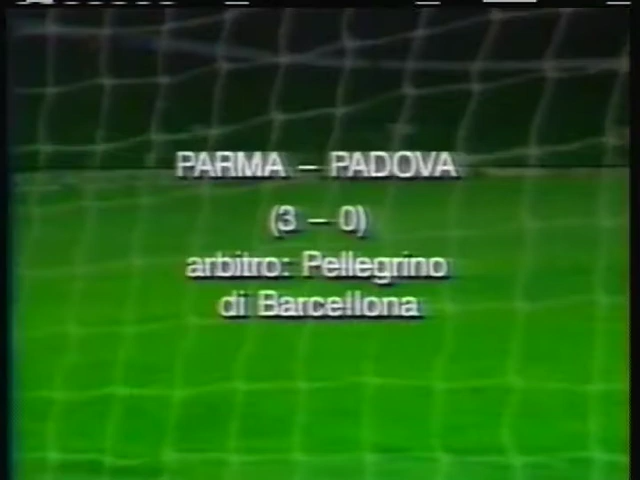 PARMA – PADOVA
(3 – 0)
arbitro: Pellegrino
di Barcellona